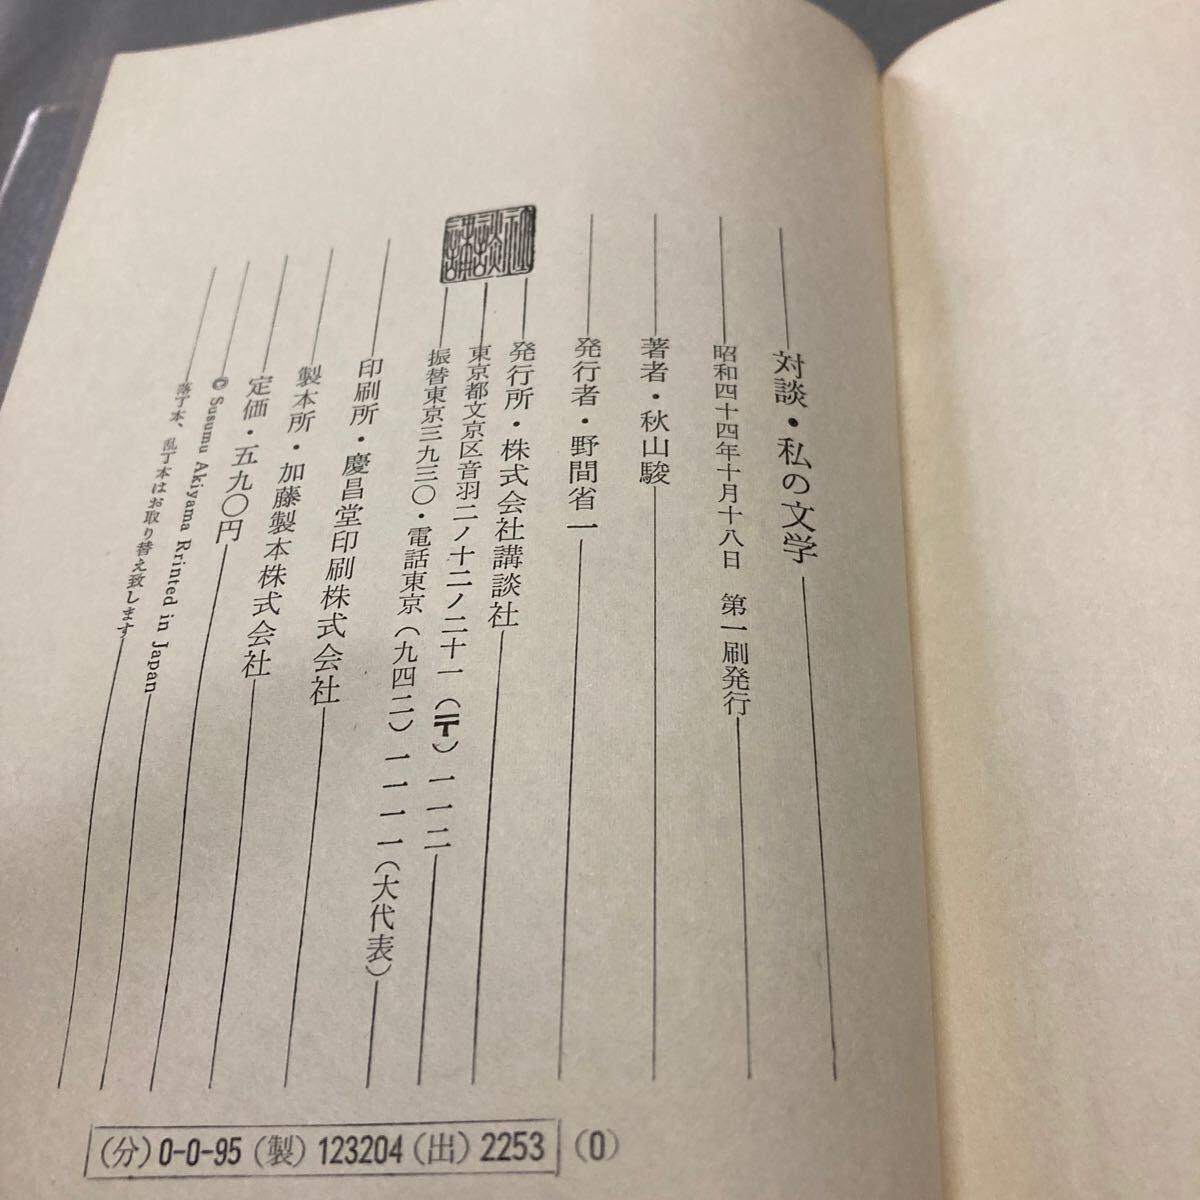 対談・私の文学
昭和四十四年十月十八日 第一刷発行
著者・秋山駿
発行者・野間省一
講談社
発行所・株式会社講談社
東京都文京区音羽二ノ十二ノ二十一(〒)一一二
振替東京三九三〇・電話東京(九四二)一一一一(大代表)
印刷所・慶昌堂印刷株式会社
製本所・加藤製本株式会社
定価・五九〇円
© Susumu Akiyama Rrinted in Japan
落丁本、乱丁本はお取り替え致します
(分)0-0-95(製)123204(出)2253 (0)